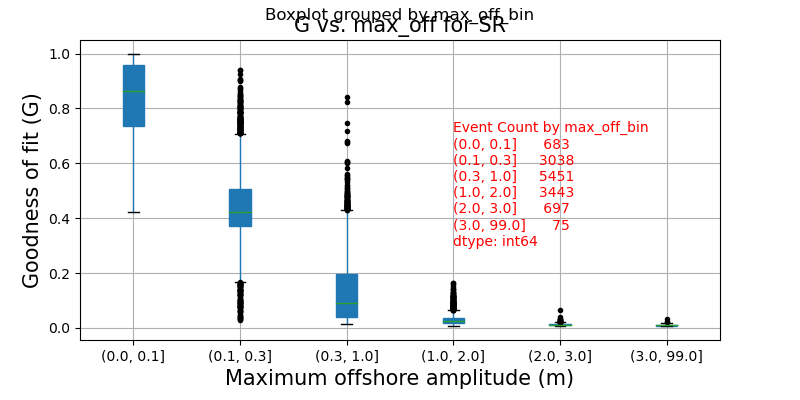 Boxplot grouped by max_off_bin
G vs. max_off for SR
Goodness of fit (G)
1.0
0.8
0.6
0.4
0.2
0.0
Event Count by max_off_bin
(0.0, 0.1] 683
(0.1, 0.3] 3038
(0.3, 1.0] 5451
(1.0, 2.0] 3443
(2.0, 3.0] 697
(3.0, 99.0] 75
dtype: int64
(0.0, 0.1] (0.1, 0.3] (0.3, 1.0] (1.0, 2.0] (2.0, 3.0] (3.0, 99.0]
Maximum offshore amplitude (m)